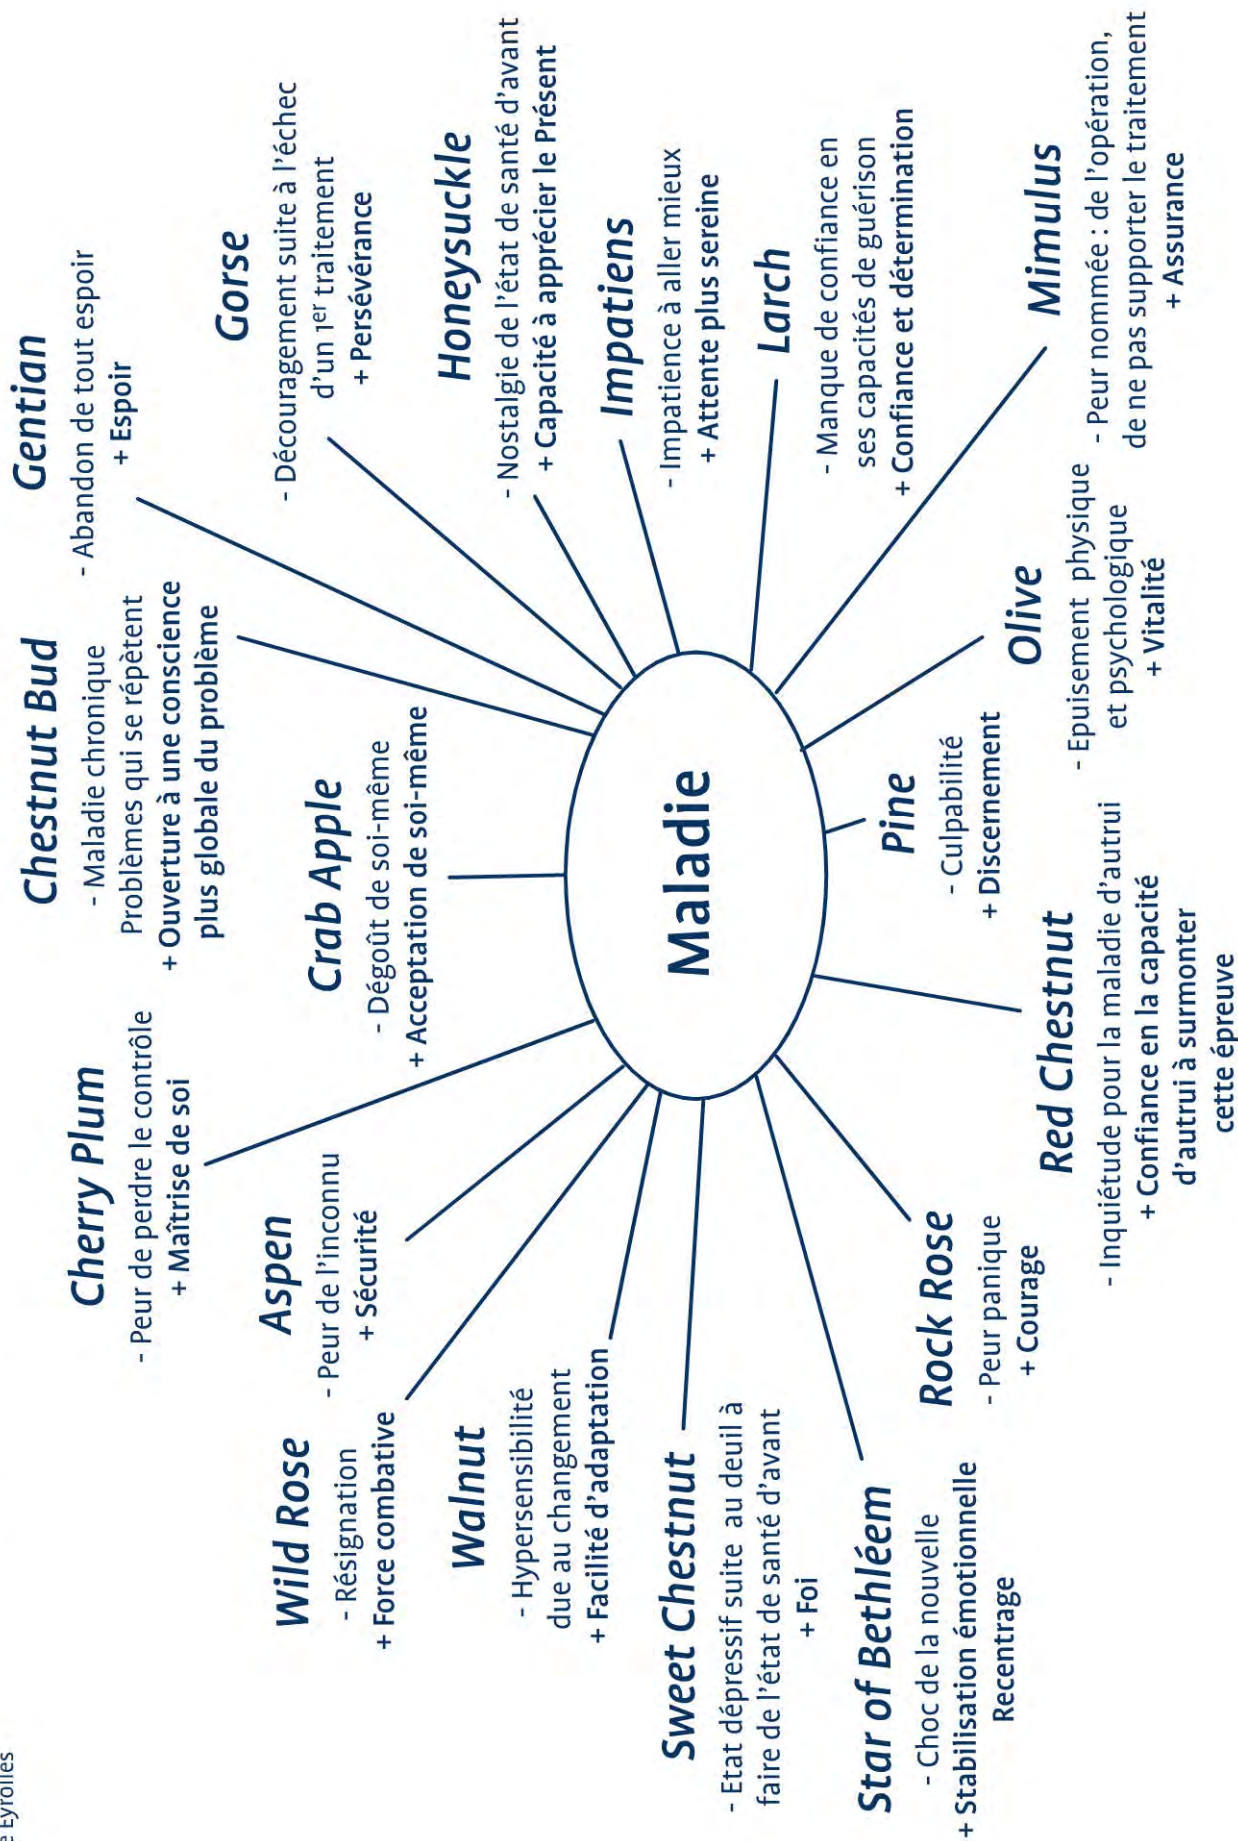 e Eyrolles
Cherry Plum
- Peur de perdre le contrôle
+ Maîtrise de soi
Chestnut Bud
- Maladie chronique
Problèmes qui se répètent
+ Ouverture à une conscience
plus globale du problème
Gentian
- Abandon de tout espoir
+ Espoir
Gorse
- Découragement suite à l'échec
d'un 1er traitement
+ Persévérance
Aspen
- Peur de l'inconnu
+ Sécurité
Crab Apple
- Dégoût de soi-même
+ Acceptation de soi-même
Wild Rose
- Résignation
+ Force combative
Honeysuckle
- Nostalgie de l'état de santé d'avant
+ Capacité à apprécier le Présent
Walnut
- Hypersensibilité
due au changement
+ Facilité d'adaptation
Impatiens
- Impatience à aller mieux
+ Attente plus sereine
Maladie
Sweet Chestnut
- Etat dépressif suite au deuil à
faire de l'état de santé d'avant
+ Foi
Larch
- Manque de confiance en
ses capacités de guérison
+ Confiance et détermination
Star of Bethléem
- Choc de la nouvelle
+ Stabilisation émotionnelle
Recentrage
Rock Rose
- Peur panique
+ Courage
Pine
- Culpabilité
+ Discernement
Olive
- Epuisement physique
et psychologique
+ Vitalité
Mimulus
- Peur nommée : de l'opération,
de ne pas supporter le traitement
+ Assurance
Red Chestnut
- Inquiétude pour la maladie d'autrui
+ Confiance en la capacité
d'autrui à surmonter
cette épreuve